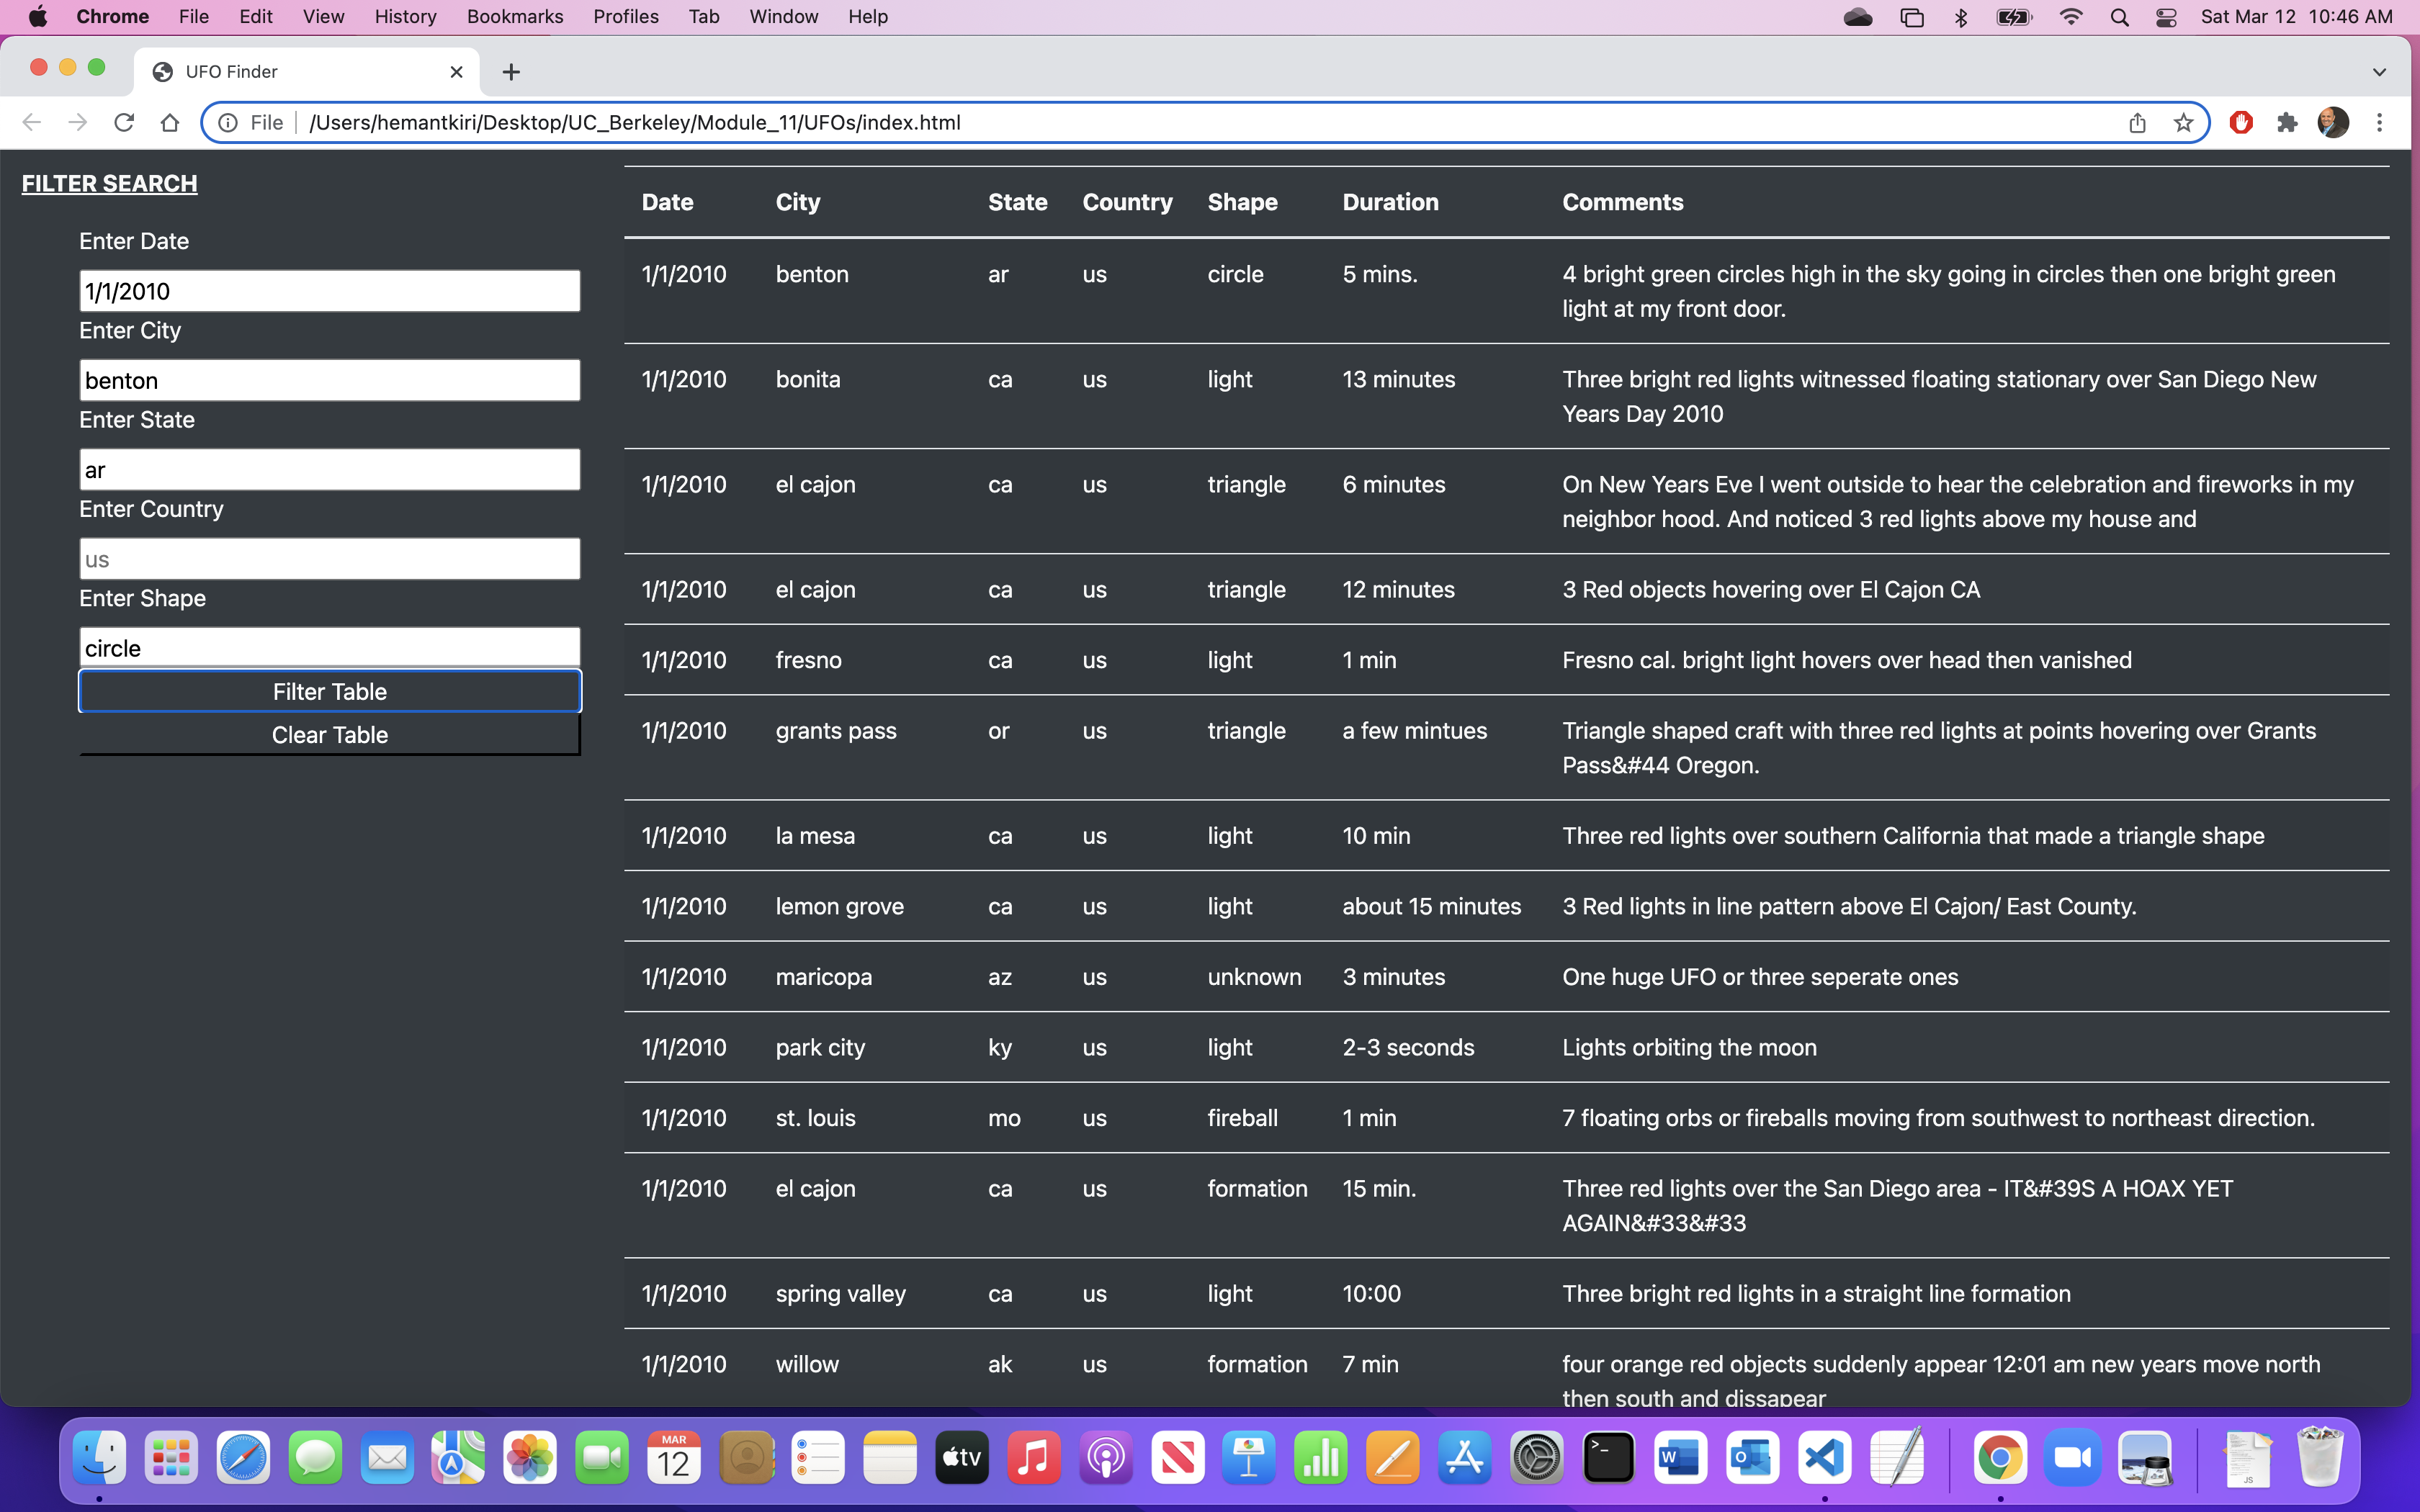 Chrome File Edit View History Bookmarks Profiles Tab Window Help Sat Mar 12 10:46 AM
UFO Finder
File /Users/hemantkiri/Desktop/UC_Berkeley/Module_11/UFOs/index.html
FILTER SEARCH
Enter Date
1/1/2010
Enter City
benton
Enter State
ar
Enter Country
us
Enter Shape
circle
Filter Table
Clear Table
Date City State Country Shape Duration Comments
1/1/2010 benton ar us circle 5 mins. 4 bright green circles high in the sky going in circles then one bright green
light at my front door.
1/1/2010 bonita ca us light 13 minutes Three bright red lights witnessed floating stationary over San Diego New
Years Day 2010
1/1/2010 el cajon ca us triangle 6 minutes On New Years Eve I went outside to hear the celebration and fireworks in my
neighbor hood. And noticed 3 red lights above my house and
1/1/2010 el cajon ca us triangle 12 minutes 3 Red objects hovering over El Cajon CA
1/1/2010 fresno ca us light 1 min Fresno cal. bright light hovers over head then vanished
1/1/2010 grants pass or us triangle a few mintues Triangle shaped craft with three red lights at points hovering over Grants
Pass&#44 Oregon.
1/1/2010 la mesa ca us light 10 min Three red lights over southern California that made a triangle shape
1/1/2010 lemon grove ca us light about 15 minutes 3 Red lights in line pattern above El Cajon/ East County.
1/1/2010 maricopa az us unknown 3 minutes One huge UFO or three seperate ones
1/1/2010 park city ky us light 2-3 seconds Lights orbiting the moon
1/1/2010 st. louis mo us fireball 1 min 7 floating orbs or fireballs moving from southwest to northeast direction.
1/1/2010 el cajon ca us formation 15 min. Three red lights over the San Diego area - IT&#39S A HOAX YET
AGAIN&#33&#33
1/1/2010 spring valley ca us light 10:00 Three bright red lights in a straight line formation
1/1/2010 willow ak us formation 7 min four orange red objects suddenly appear 12:01 am new years move north
then south and dissapear
MAR
12
tv
JS